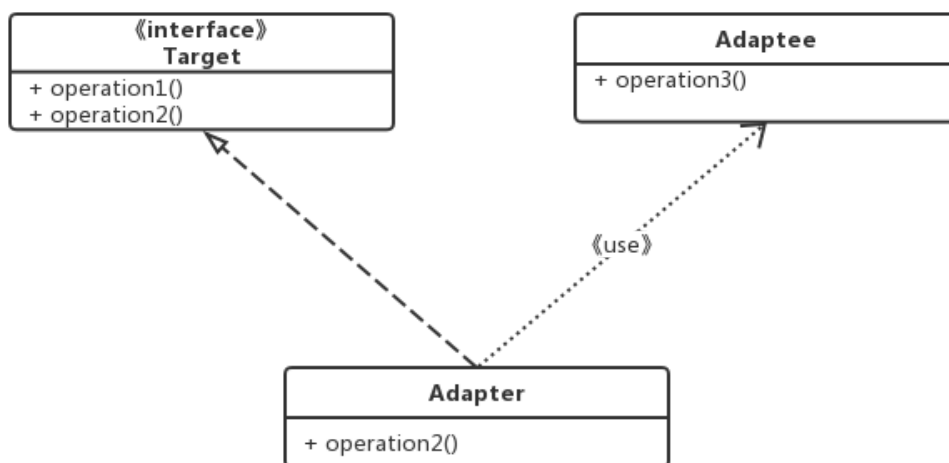 《interface》
Target
+ operation1()
+ operation2()
Adaptee
+ operation3()
《use》
Adapter
+ operation2()